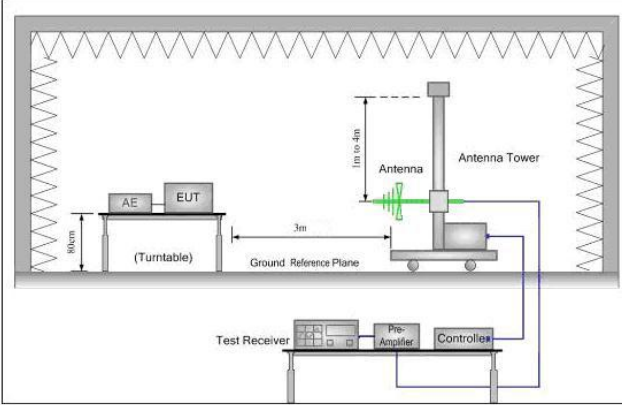 1m to 4m
Antenna
Antenna Tower
AE
EUT
80cm
3m
(Turntable)
Ground Reference Plane
Test Receiver
Pre-
Amplifier
Controller